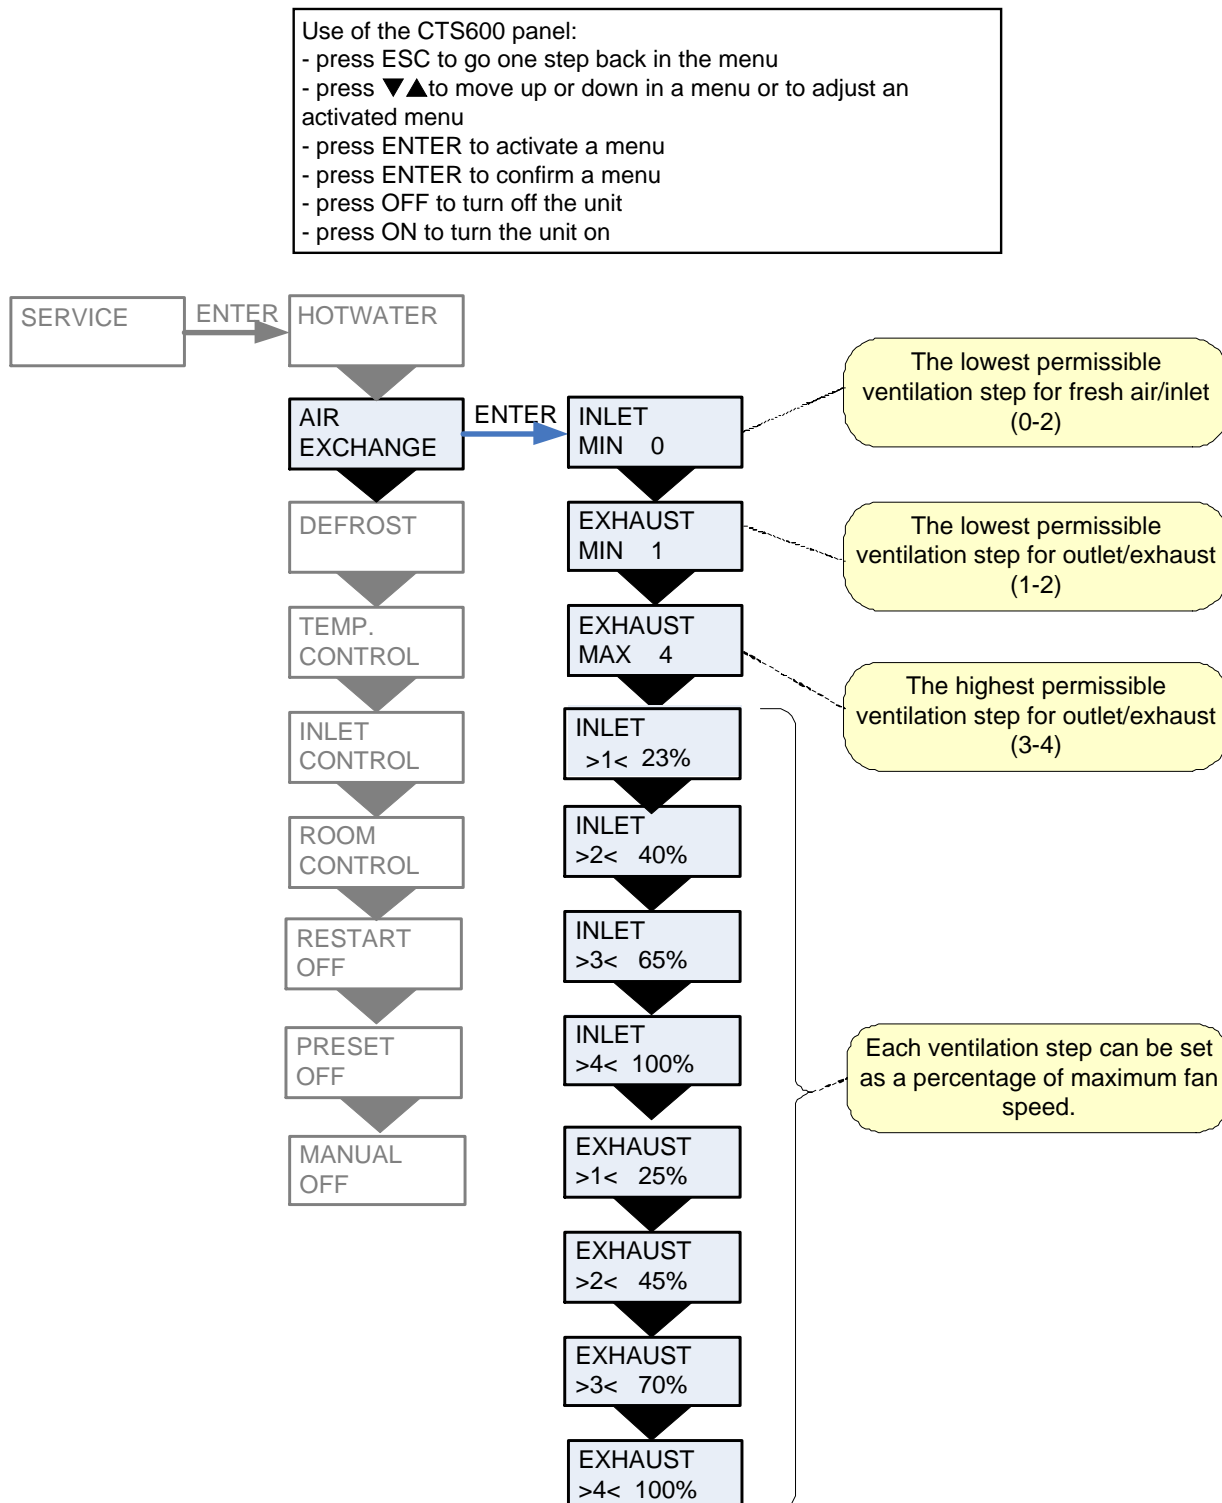 Use of the CTS600 panel:
- press ESC to go one step back in the menu
- press ▼▲to move up or down in a menu or to adjust an
activated menu
- press ENTER to activate a menu
- press ENTER to confirm a menu
- press OFF to turn off the unit
- press ON to turn the unit on
SERVICE
ENTER
HOTWATER
AIR
EXCHANGE
ENTER
DEFROST
TEMP.
CONTROL
INLET
CONTROL
ROOM
CONTROL
RESTART
OFF
PRESET
OFF
MANUAL
OFF
INLET
MIN 0
EXHAUST
MIN 1
EXHAUST
MAX 4
INLET
>1< 23%
INLET
>2< 40%
INLET
>3< 65%
INLET
>4< 100%
EXHAUST
>1< 25%
EXHAUST
>2< 45%
EXHAUST
>3< 70%
EXHAUST
>4< 100%
The lowest permissible
ventilation step for fresh air/inlet
(0-2)
The lowest permissible
ventilation step for outlet/exhaust
(1-2)
The highest permissible
ventilation step for outlet/exhaust
(3-4)
Each ventilation step can be set
as a percentage of maximum fan
speed.